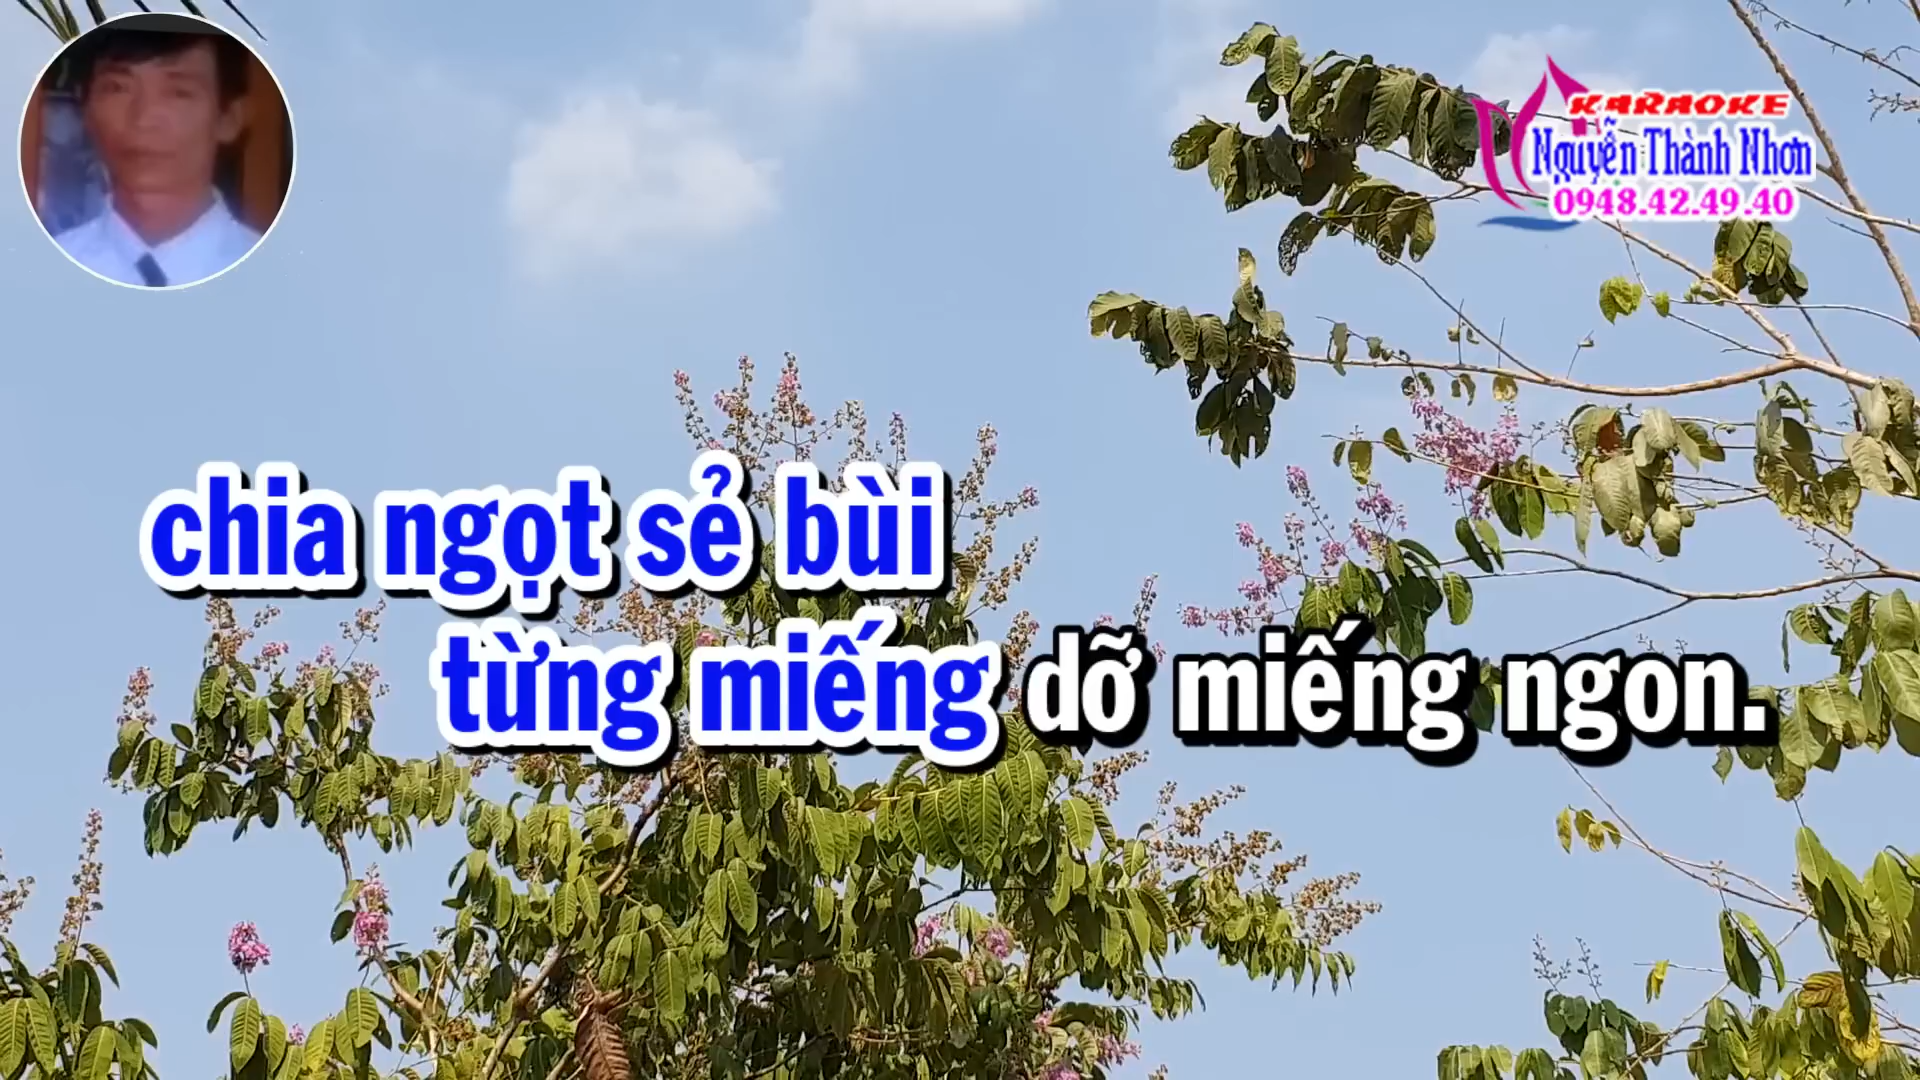 KARAOKE
Nguyễn Thành Nhơn
0948.42.49.40
chia ngọt sẻ bùi
từng miếng dỡ miếng ngon.